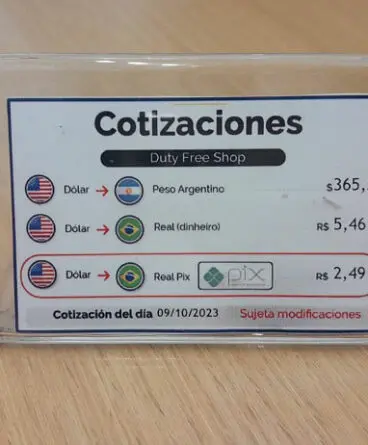 Cotizaciones
Duty Free Shop
Dólar → Peso Argentino $365,
Dólar → Real (dinheiro) R$ 5,46
Dólar → Real Pix pix R$ 2,49
Cotización del día 09/10/2023 Sujeta modificaciones